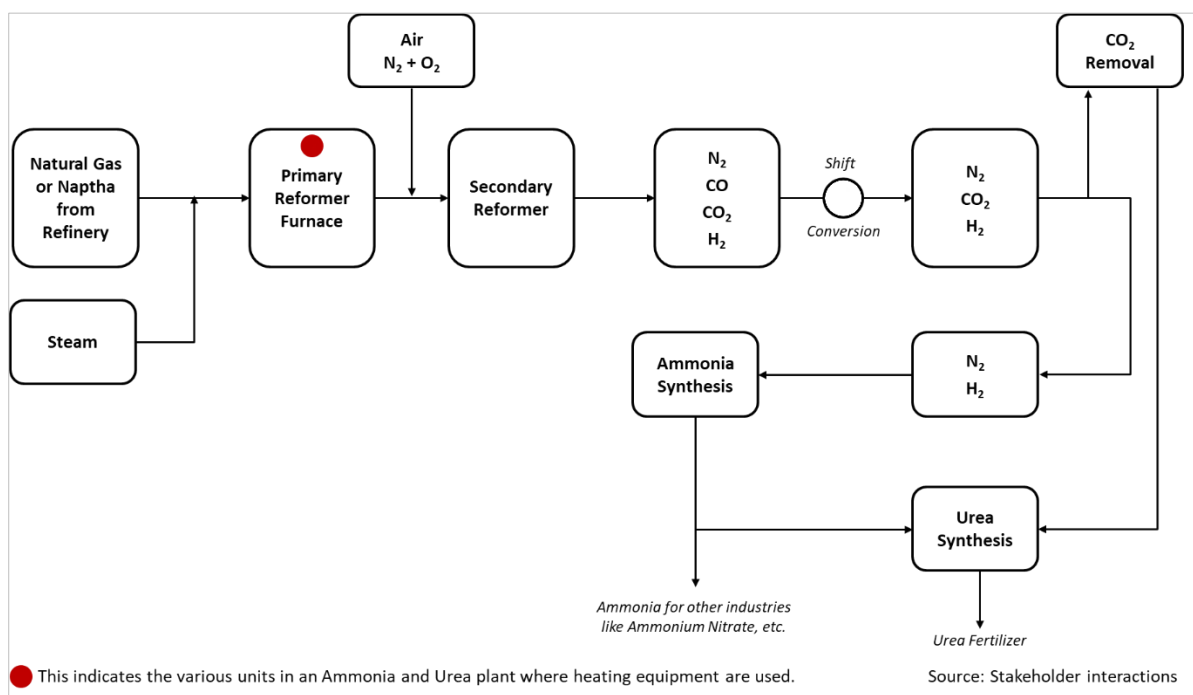 Air
N₂ + O₂
CO₂
Removal
Natural Gas
or Naptha
from
Refinery
Primary
Reformer
Furnace
Secondary
Reformer
N₂
CO
CO₂
H₂
Shift
Conversion
N₂
CO₂
H₂
Steam
Ammonia
Synthesis
N₂
H₂
Urea
Synthesis
Ammonia for other industries
like Ammonium Nitrate, etc.
Urea Fertilizer
This indicates the various units in an Ammonia and Urea plant where heating equipment are used.
Source: Stakeholder interactions